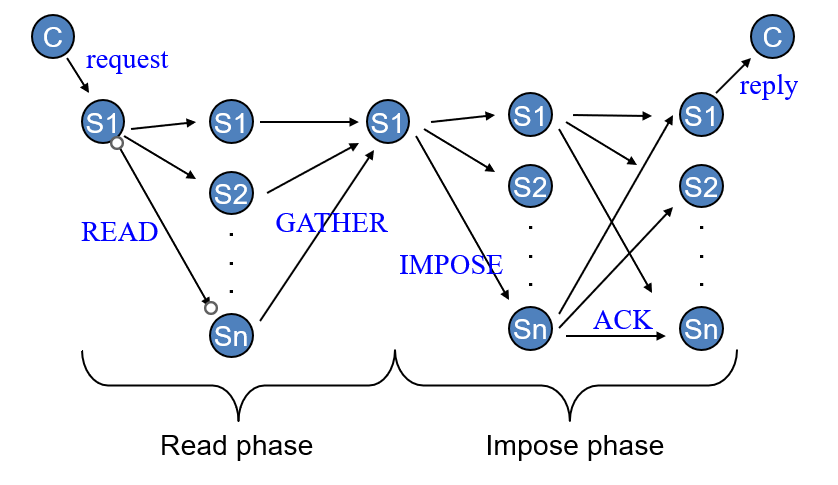 C
C
request
reply
S1
S1
S1
S1
S1
S2
S2
S2
READ
GATHER
IMPOSE
ACK
Sn
Sn
Sn
Read phase
Impose phase